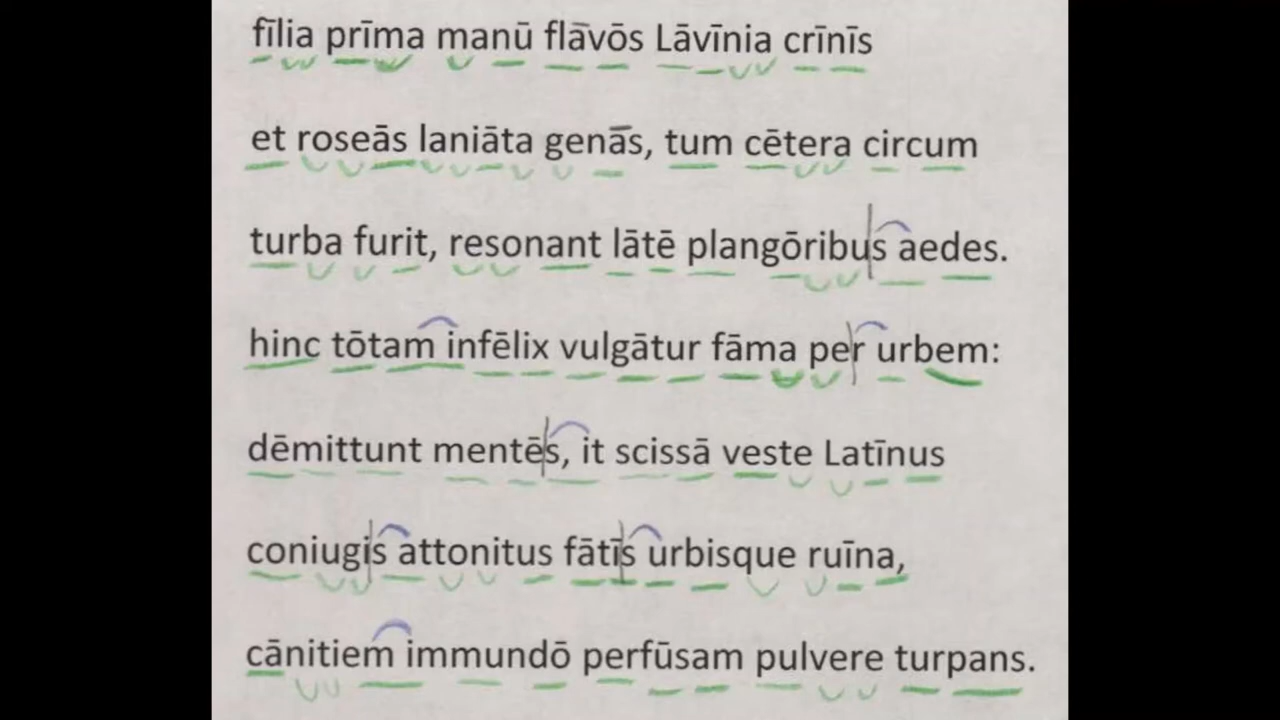 fīlia prīma manū flāvōs Lāvīnia crīnīs
et roseās laniāta genās, tum cētera circum
turba furit, resonant lātē plangōribus aedes.
hinc tōtam infēlix vulgātur fāma per urbem:
dēmittunt mentēs, it scissā veste Latīnus
coniugis attonitus fātīs urbisque ruīna,
cānitiem immundō perfūsam pulvere turpans.